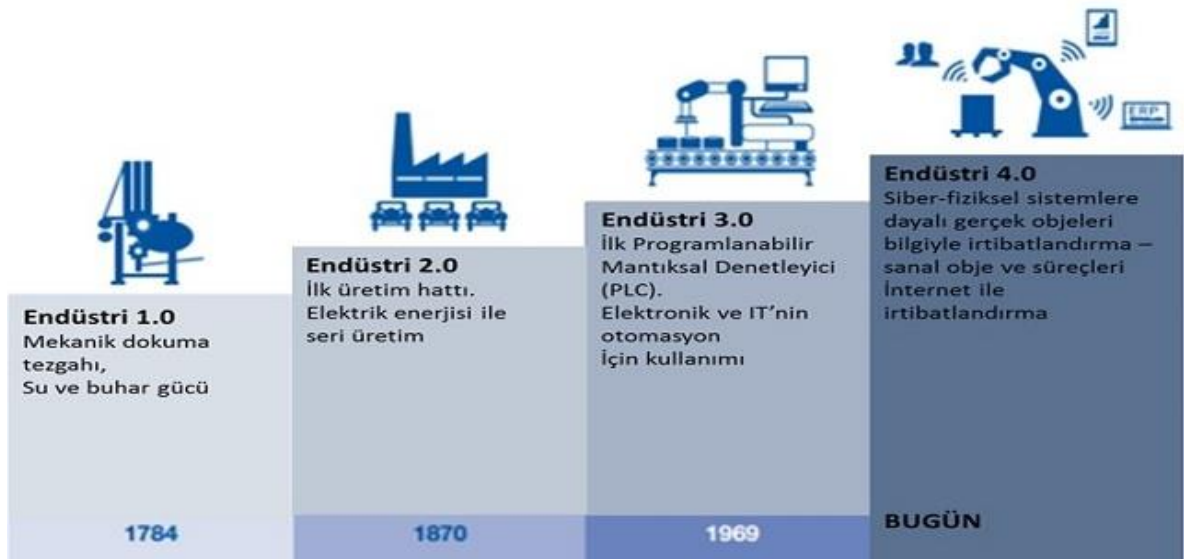 Endüstri 1.0
Mekanik dokuma
tezgahı,
Su ve buhar gücü
1784
Endüstri 2.0
İlk üretim hattı.
Elektrik enerjisi ile
seri üretim
1870
Endüstri 3.0
İlk Programlanabilir
Mantıksal Denetleyici
(PLC).
Elektronik ve IT’nin
otomasyon
İçin kullanımı
1969
ERP
Endüstri 4.0
Siber-fiziksel sistemlere
dayalı gerçek objeleri
bilgiyle irtibatlandırma –
sanal obje ve süreçleri
İnternet ile
irtibatlandırma
BUGÜN